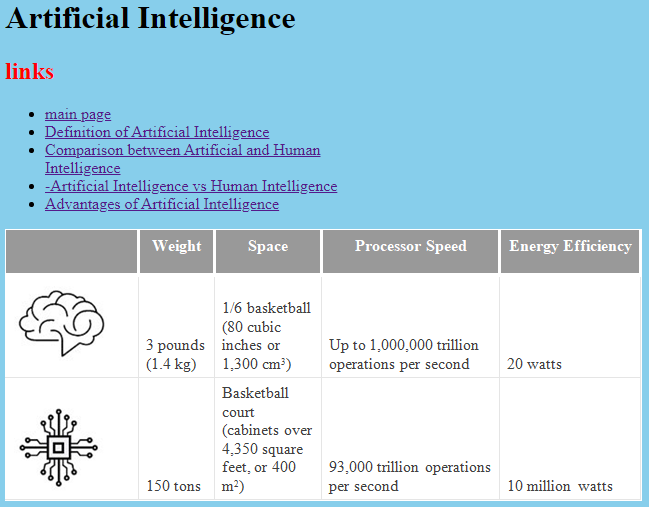 Artificial Intelligence
links
main page
Definition of Artificial Intelligence
Comparison between Artificial and Human
Intelligence
-Artificial Intelligence vs Human Intelligence
Advantages of Artificial Intelligence
Weight Space Processor Speed Energy Efficiency
3 pounds
(1.4 kg)
1/6 basketball
(80 cubic
inches or
1,300 cm³)
Up to 1,000,000 trillion
operations per second
20 watts
150 tons
Basketball
court
(cabinets over
4,350 square
feet, or 400
m²)
93,000 trillion operations
per second
10 million watts